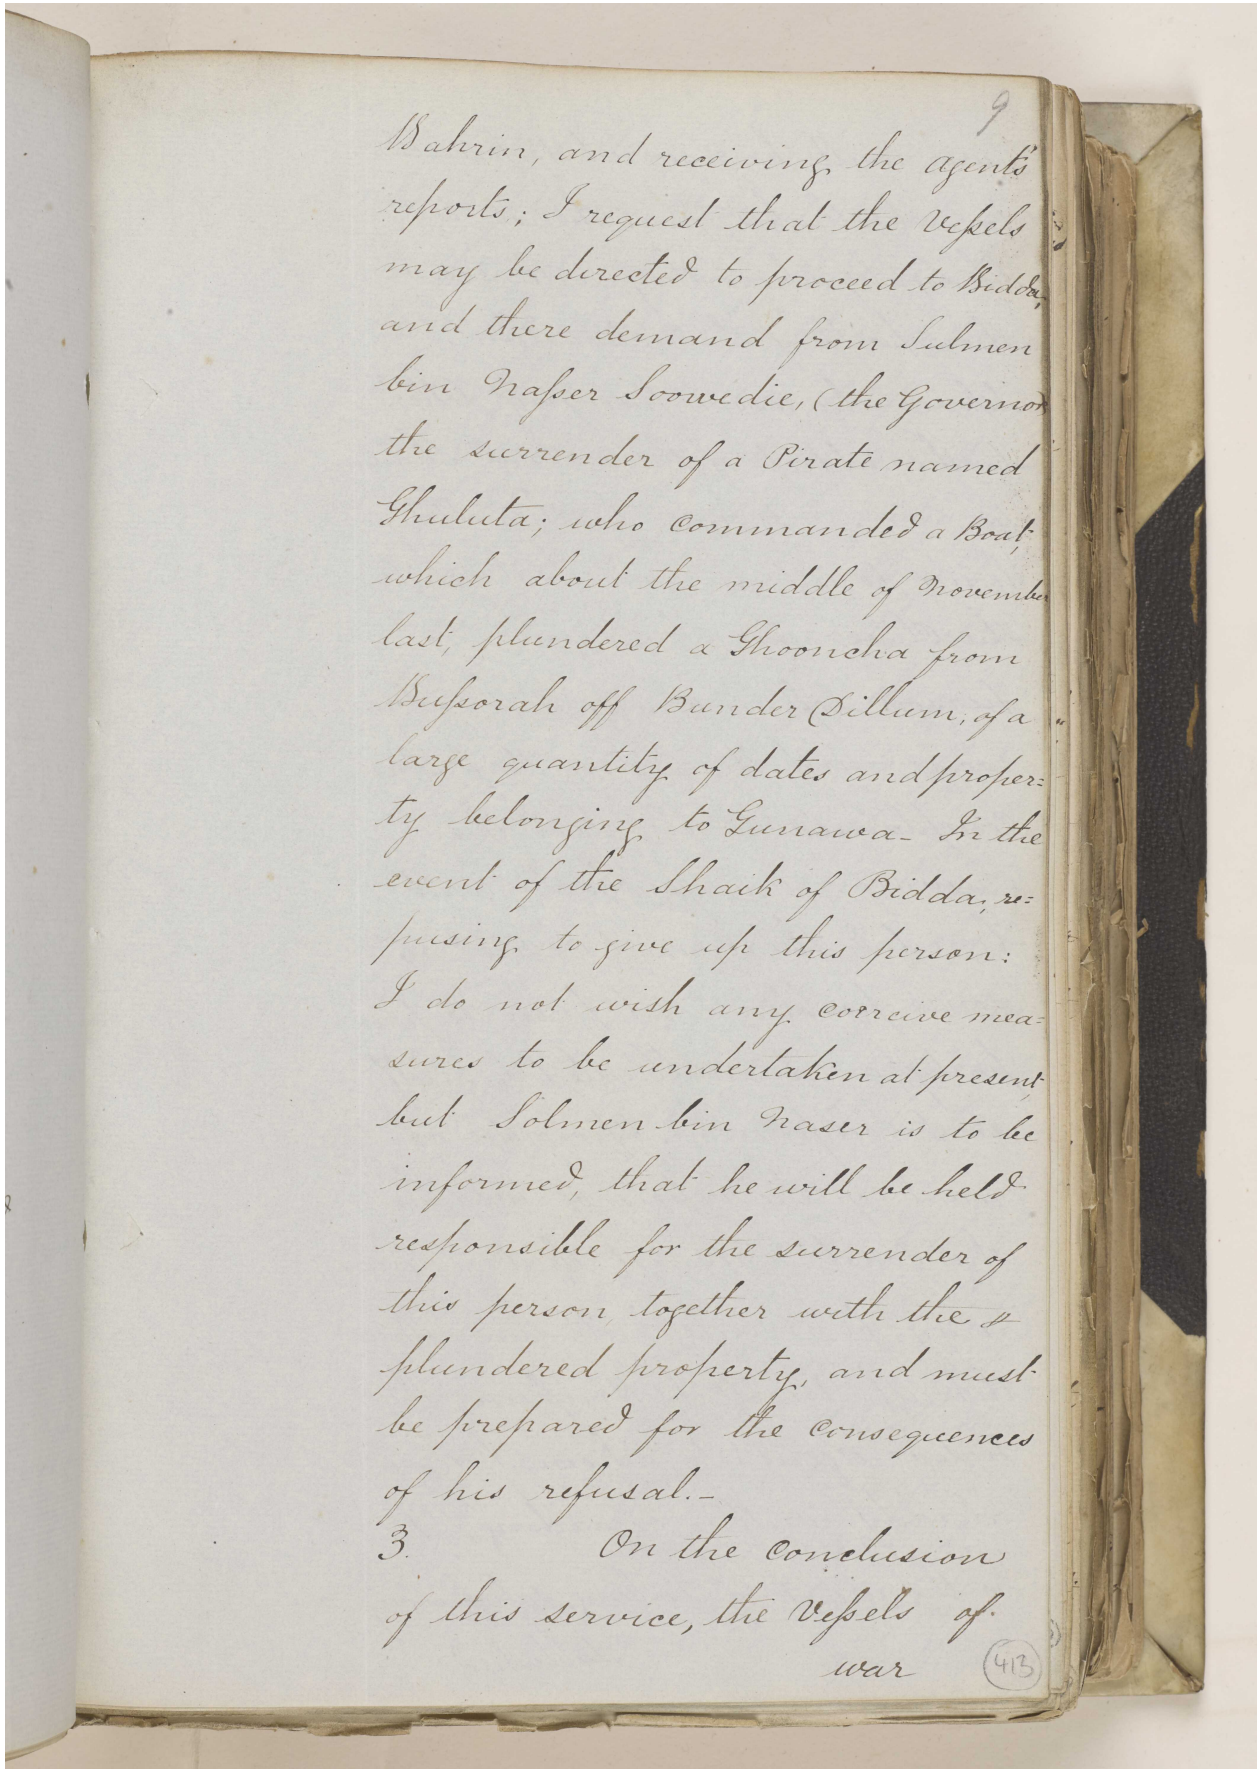 9
Bahrin, and receiving the Agent's
reports; I request that the Vessels
may be directed to proceed to Bidda,
and there demand from Sulmen
bin Nasser Soowedie, (the Governor
the surrender of a Pirate named
Ghuluta; who commanded a Boat,
which about the middle of November
last, plundered a Ghooncha from
Bussorah off Bunder Dillum, of a
large quantity of dates and proper=
ty belonging to Gunawa - In the
event of the Shaik of Bidda, re=
fusing to give up this person:
I do not wish any coercive mea=
sures to be undertaken at present,
but Solmen bin Naser is to be
informed, that he will be held
responsible for the surrender of
this person, together with the
plundered property, and must
be prepared for the consequences
of his refusal. -
3. On the conclusion
of this service, the Vessels of
war
413